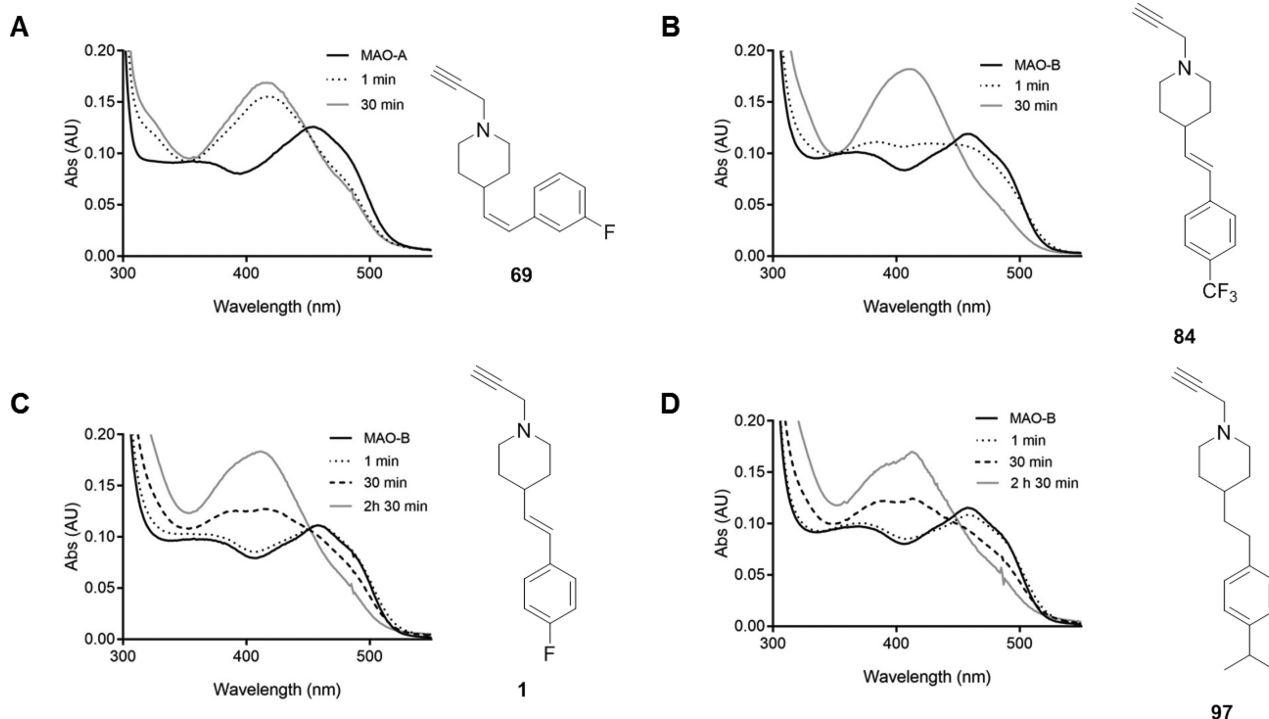 A
0.20
0.15
0.10
0.05
0.00
Abs (AU)
300
400
500
Wavelength (nm)
MAO-A
1 min
30 min
N
F
69
B
0.20
0.15
0.10
0.05
0.00
Abs (AU)
300
400
500
Wavelength (nm)
MAO-B
1 min
30 min
N
CF3
84
C
0.20
0.15
0.10
0.05
0.00
Abs (AU)
300
400
500
Wavelength (nm)
MAO-B
1 min
30 min
2h 30 min
N
F
1
D
0.20
0.15
0.10
0.05
0.00
Abs (AU)
300
400
500
Wavelength (nm)
MAO-B
1 min
30 min
2 h 30 min
N
97